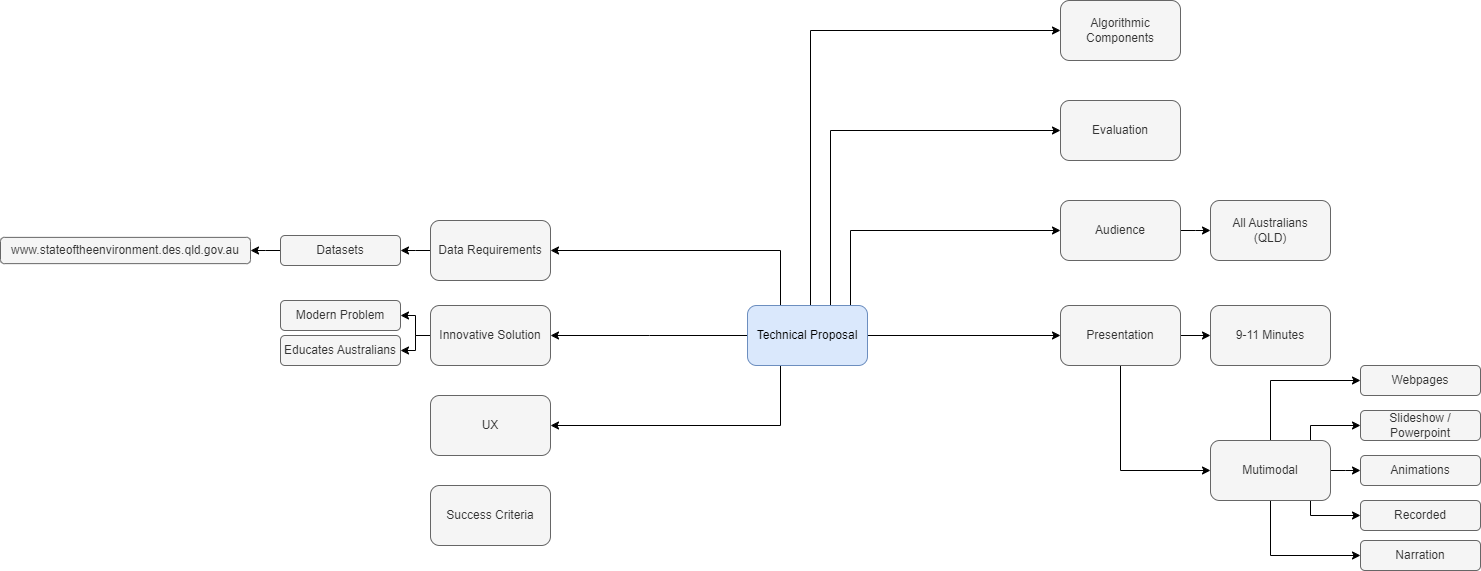 Algorithmic
Components
Evaluation
Audience
All Australians
(QLD)
www.stateoftheenvironment.des.qld.gov.au
Datasets
Data Requirements
Modern Problem
Educates Australians
Innovative Solution
Technical Proposal
Presentation
9-11 Minutes
UX
Success Criteria
Mutimodal
Webpages
Slideshow /
Powerpoint
Animations
Recorded
Narration